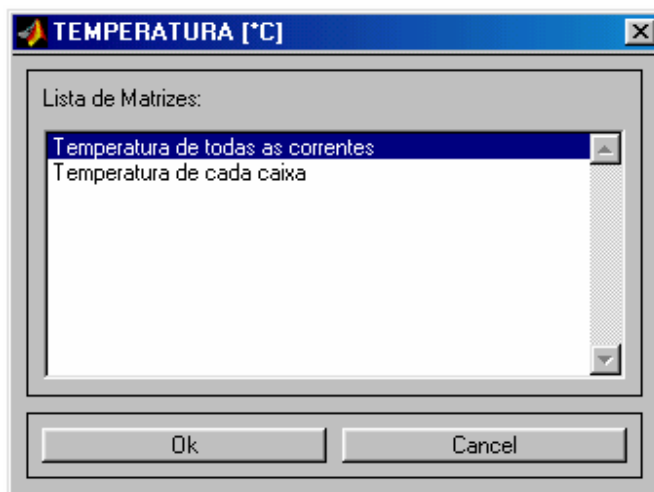 TEMPERATURA [°C]
Lista de Matrizes:
Temperatura de todas as correntes
Temperatura de cada caixa
Ok
Cancel